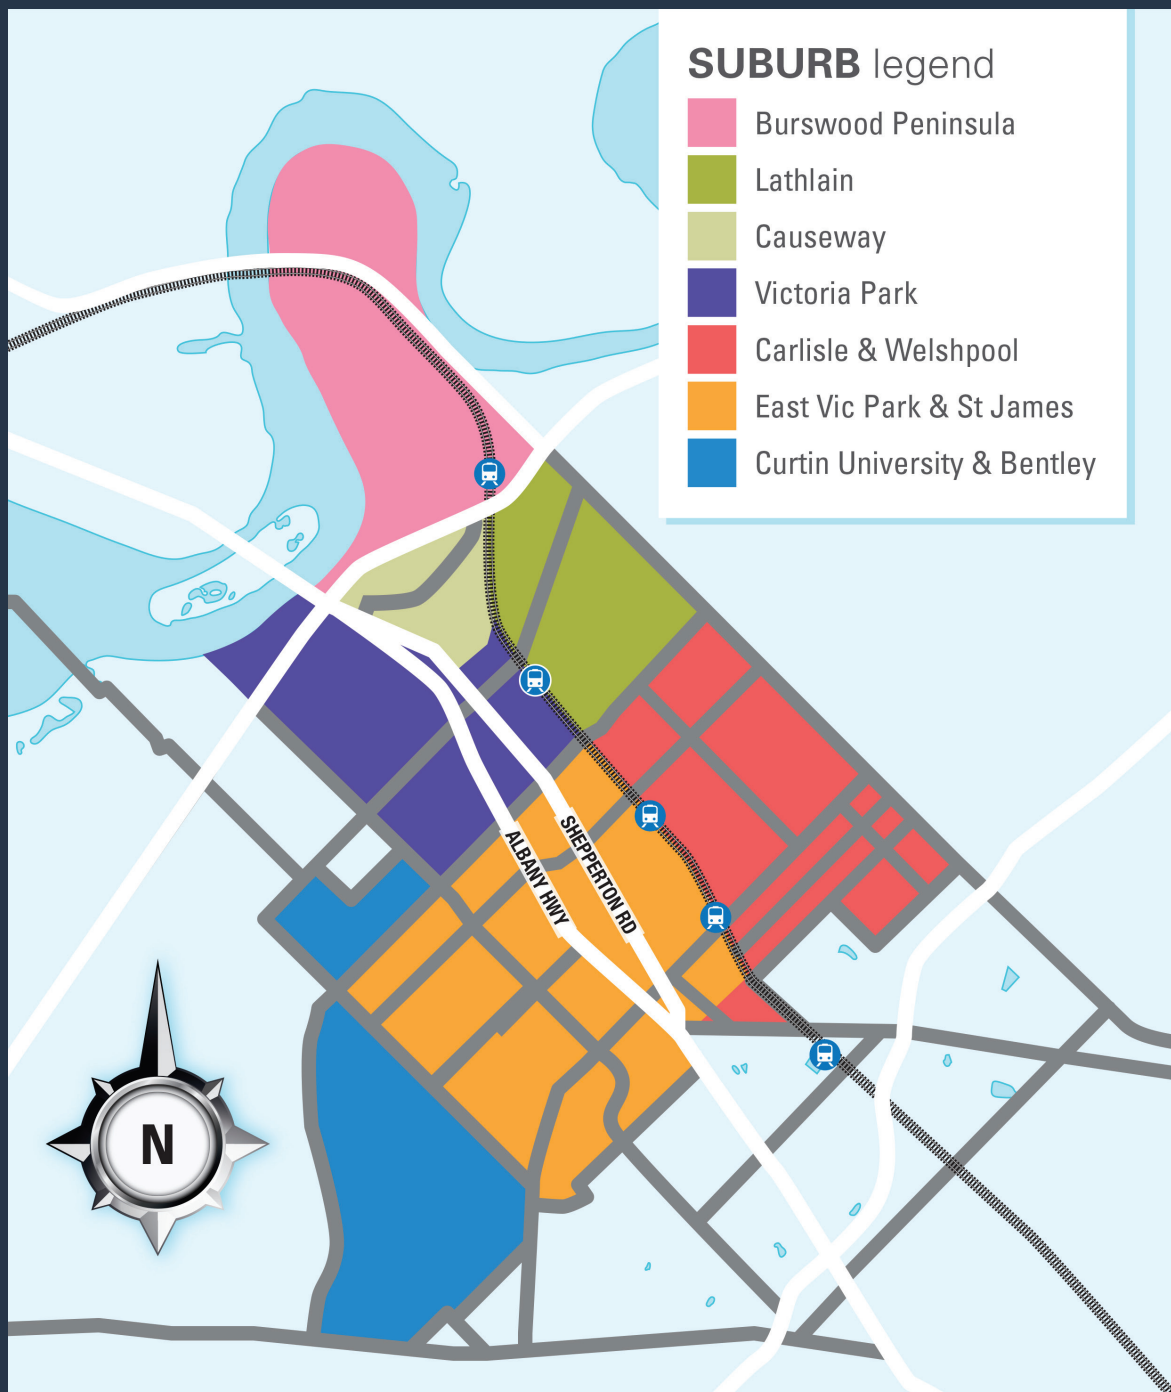 SUBURB legend
Burswood Peninsula
Lathlain
Causeway
Victoria Park
Carlisle & Welshpool
East Vic Park & St James
Curtin University & Bentley
SHEPPERTON RD
ALBANY HWY
N